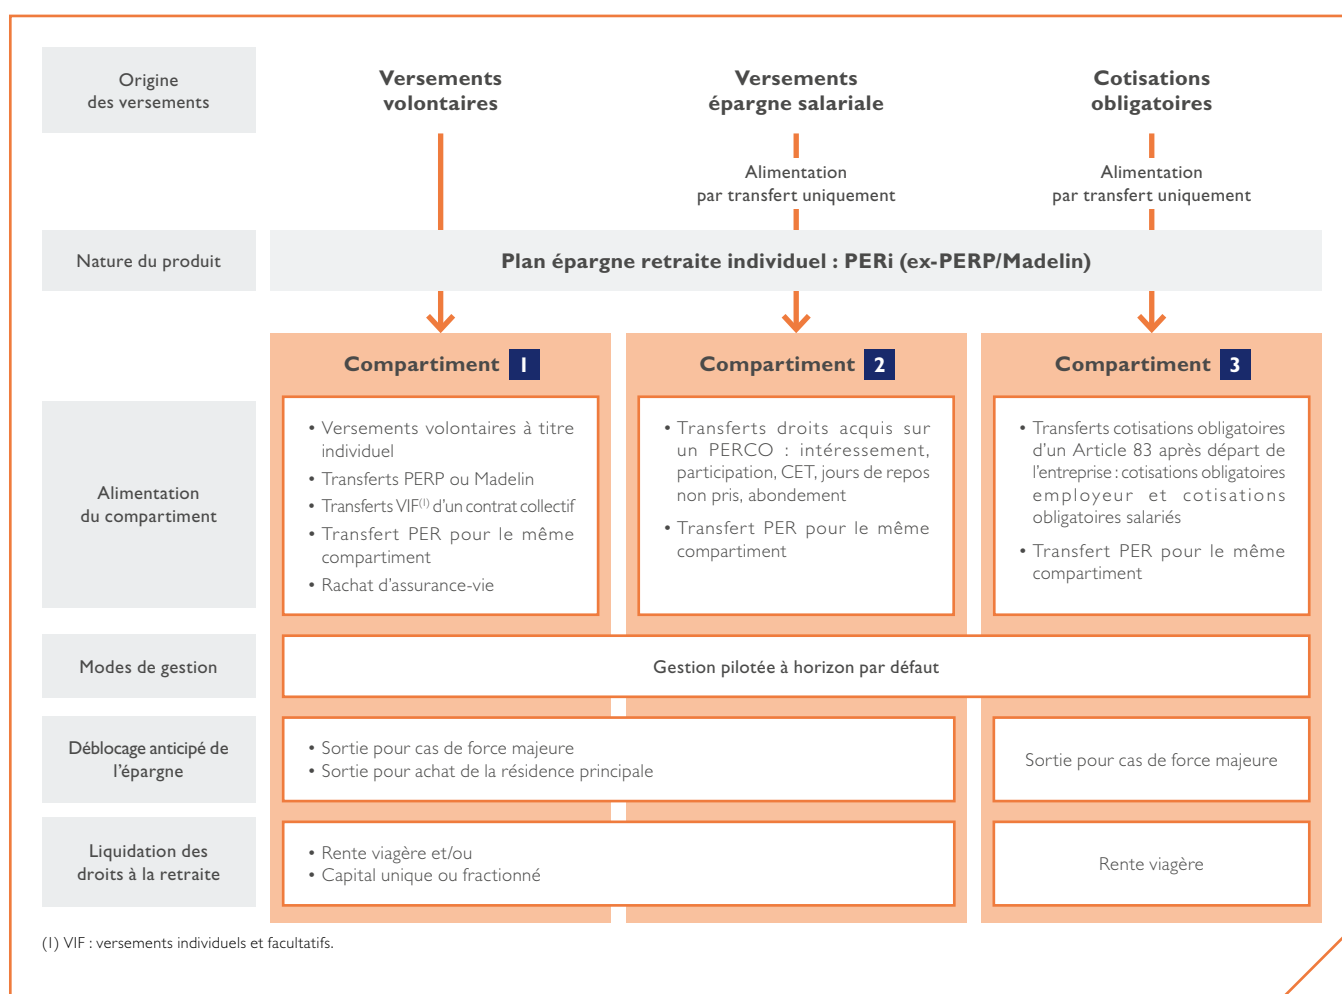 Origine
des versements
Versements
volontaires
Versements
épargne salariale
Cotisations
obligatoires
Alimentation
par transfert uniquement
Alimentation
par transfert uniquement
Nature du produit
Plan épargne retraite individuel : PERi (ex-PERP/Madelin)
Compartiment 1
Compartiment 2
Compartiment 3
Alimentation
du compartiment
• Versements volontaires à titre
individuel
• Transferts PERP ou Madelin
• Transferts VIF(1) d’un contrat collectif
• Transfert PER pour le même
compartiment
• Rachat d’assurance-vie
• Transferts droits acquis sur
un PERCO : intéressement,
participation, CET, jours de repos
non pris, abondement
• Transfert PER pour le même
compartiment
• Transferts cotisations obligatoires
d’un Article 83 après départ de
l’entreprise : cotisations obligatoires
employeur et cotisations
obligatoires salariés
• Transfert PER pour le même
compartiment
Modes de gestion
Gestion pilotée à horizon par défaut
Déblocage anticipé de
l’épargne
• Sortie pour cas de force majeure
• Sortie pour achat de la résidence principale
Sortie pour cas de force majeure
Liquidation des
droits à la retraite
• Rente viagère et/ou
• Capital unique ou fractionné
Rente viagère
(1) VIF : versements individuels et facultatifs.